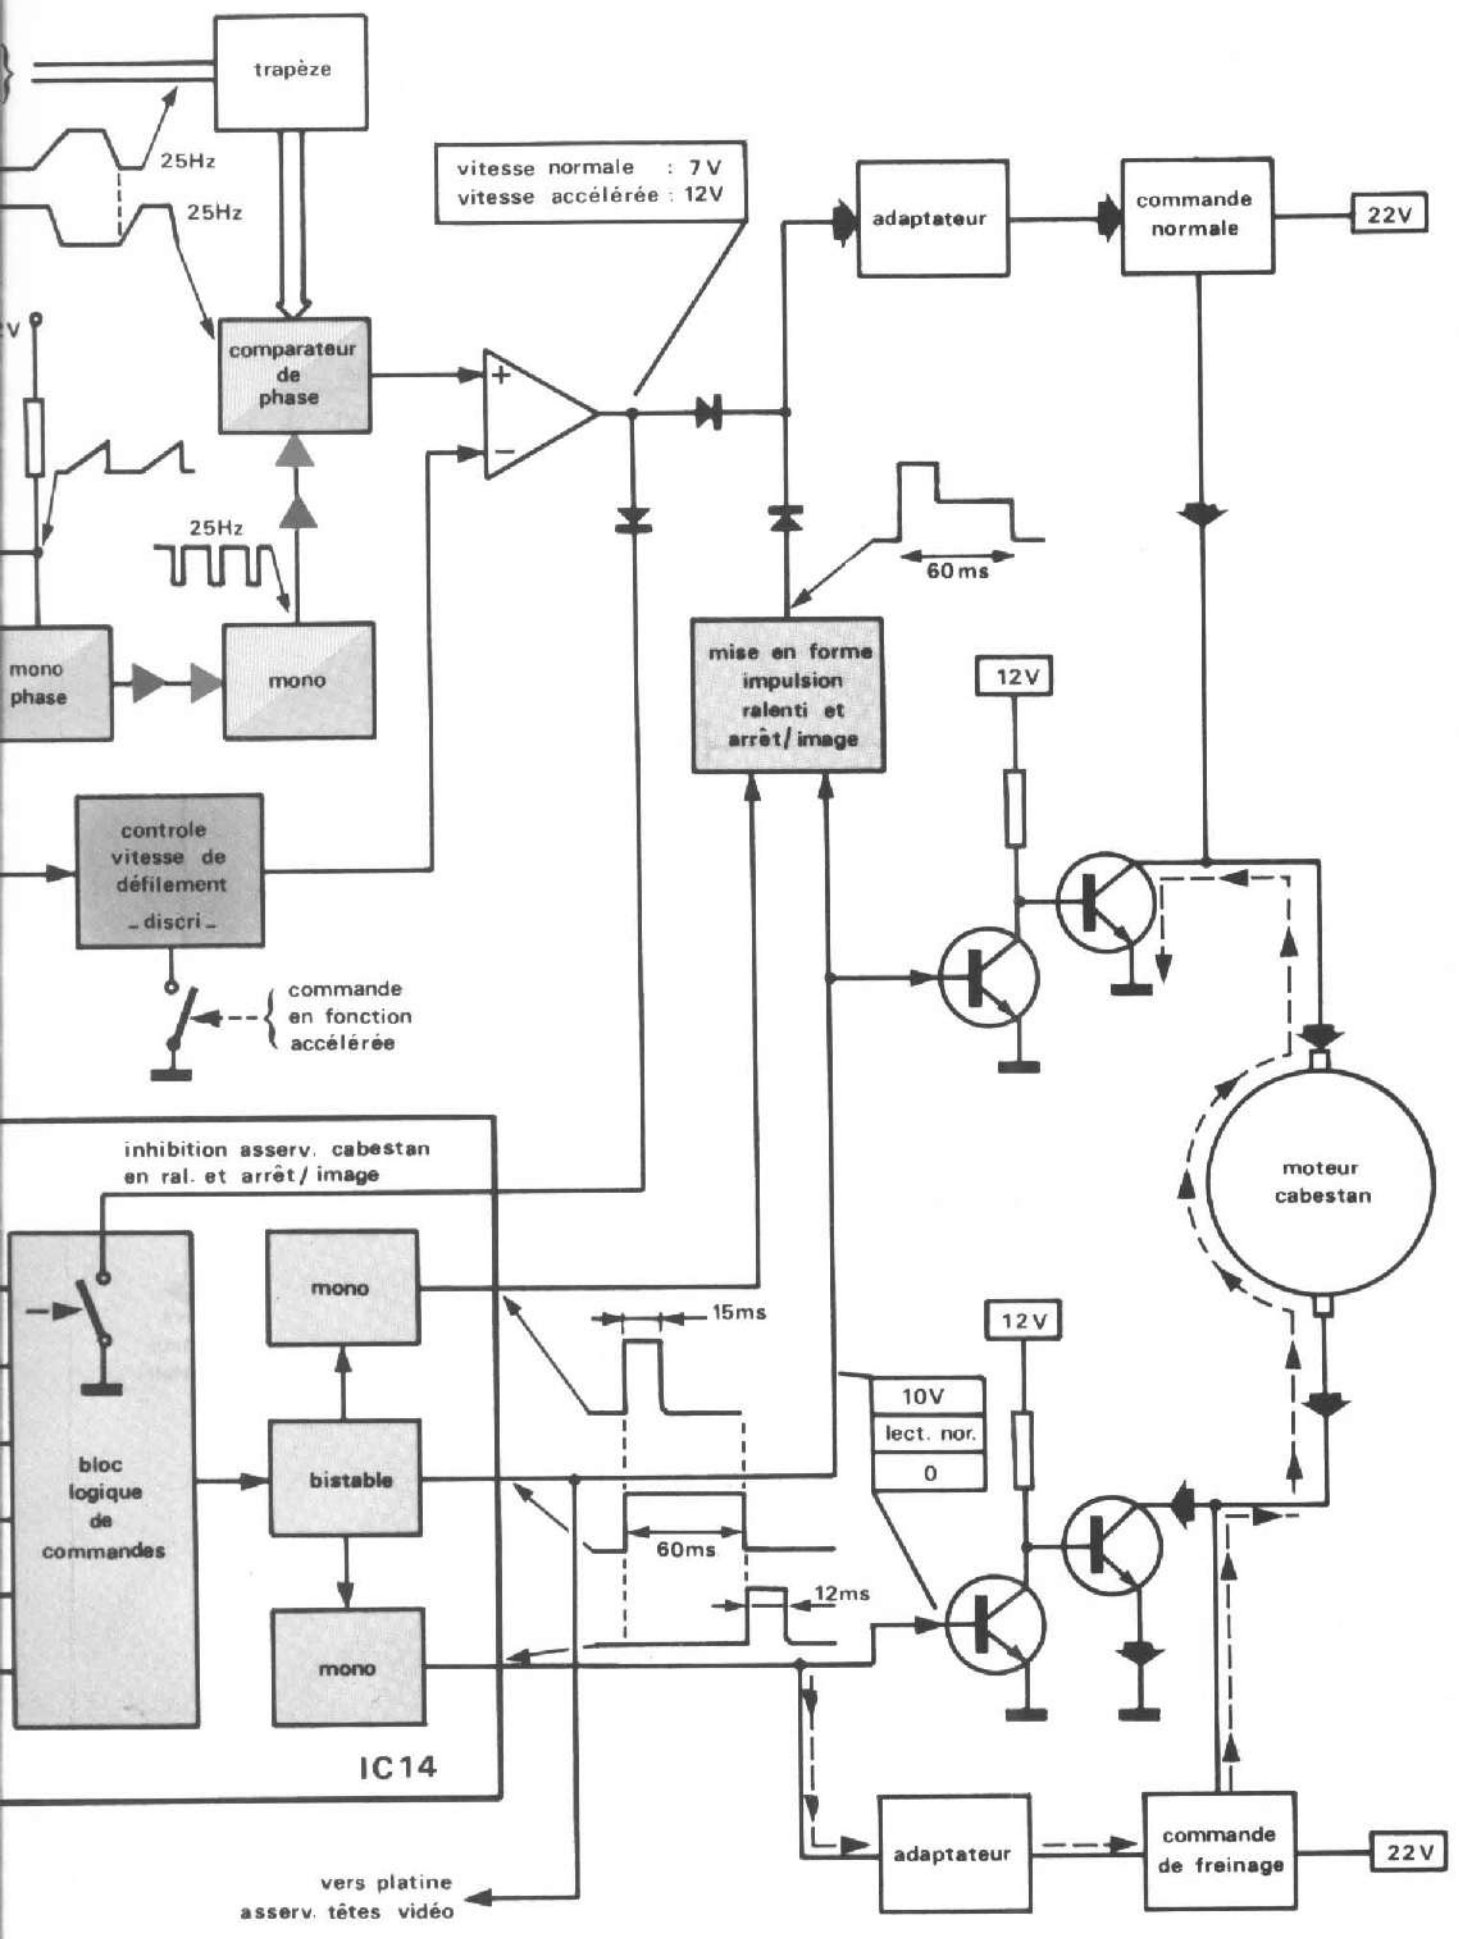 trapèze
25Hz
25Hz
vitesse normale : 7V
vitesse accélérée : 12V
adaptateur
commande
normale
22V
V
comparateur
de
phase
+
−
25Hz
60ms
mono
phase
mono
mise en forme
impulsion
ralenti et
arrêt/image
12V
controle
vitesse de
défilement
_discri_
commande
en fonction
accélérée
inhibition asserv. cabestan
en ral. et arrêt/image
moteur
cabestan
mono
15ms
12V
10V
lect. nor.
0
bloc
logique
de
commandes
bistable
60ms
12ms
mono
IC14
adaptateur
commande
de freinage
22V
vers platine
asserv. têtes vidéo